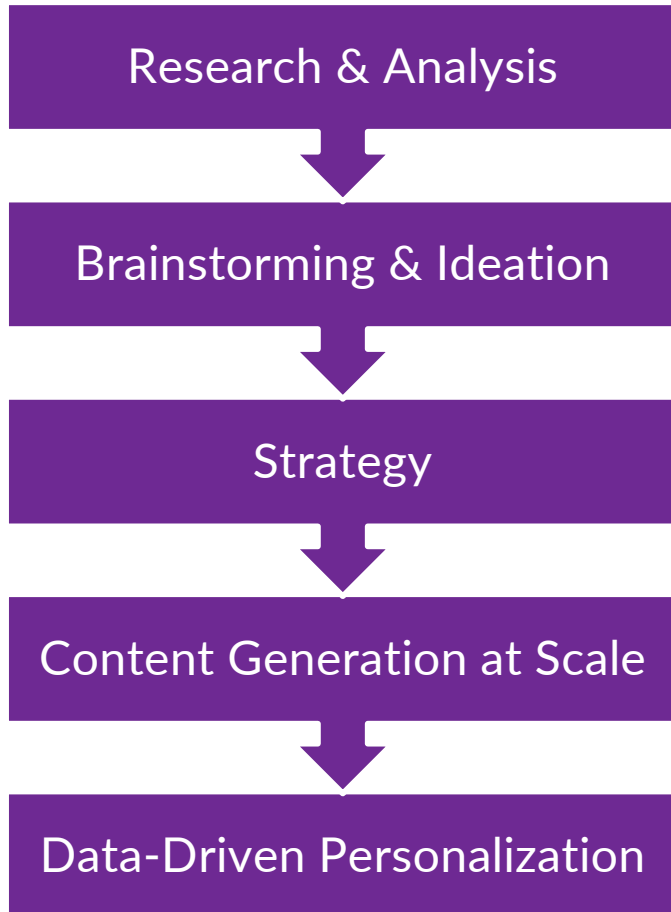 Research & Analysis
Brainstorming & Ideation
Strategy
Content Generation at Scale
Data-Driven Personalization